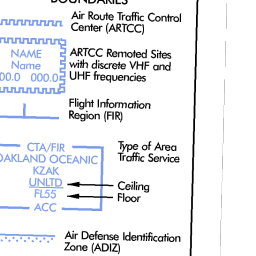 BOUNDARIES
Air Route Traffic Control
Center (ARTCC)
NAME
Name
00.0 000.0
ARTCC Remoted Sites
with discrete VHF and
UHF frequencies
Flight Information
Region (FIR)
CTA/FIR
OAKLAND OCEANIC
KZAK
UNLTD
FL55
ACC
Type of Area
Traffic Service
Ceiling
Floor
Air Defense Identification
Zone (ADIZ)